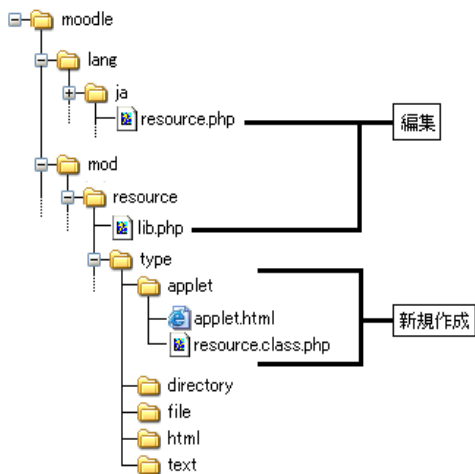 moodle
lang
ja
resource.php
編集
mod
resource
lib.php
type
applet
applet.html
新規作成
resource.class.php
directory
file
html
text